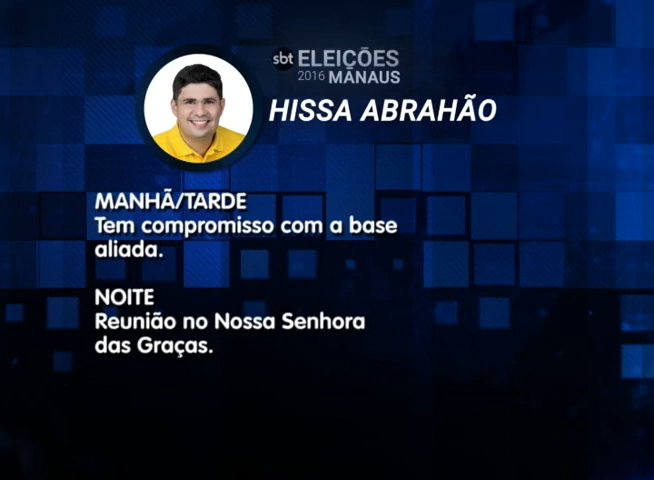 sbt ELEIÇÕES
2016 MANAUS
HISSA ABRAHÃO
MANHÃ/TARDE
Tem compromisso com a base
aliada.
NOITE
Reunião no Nossa Senhora
das Graças.